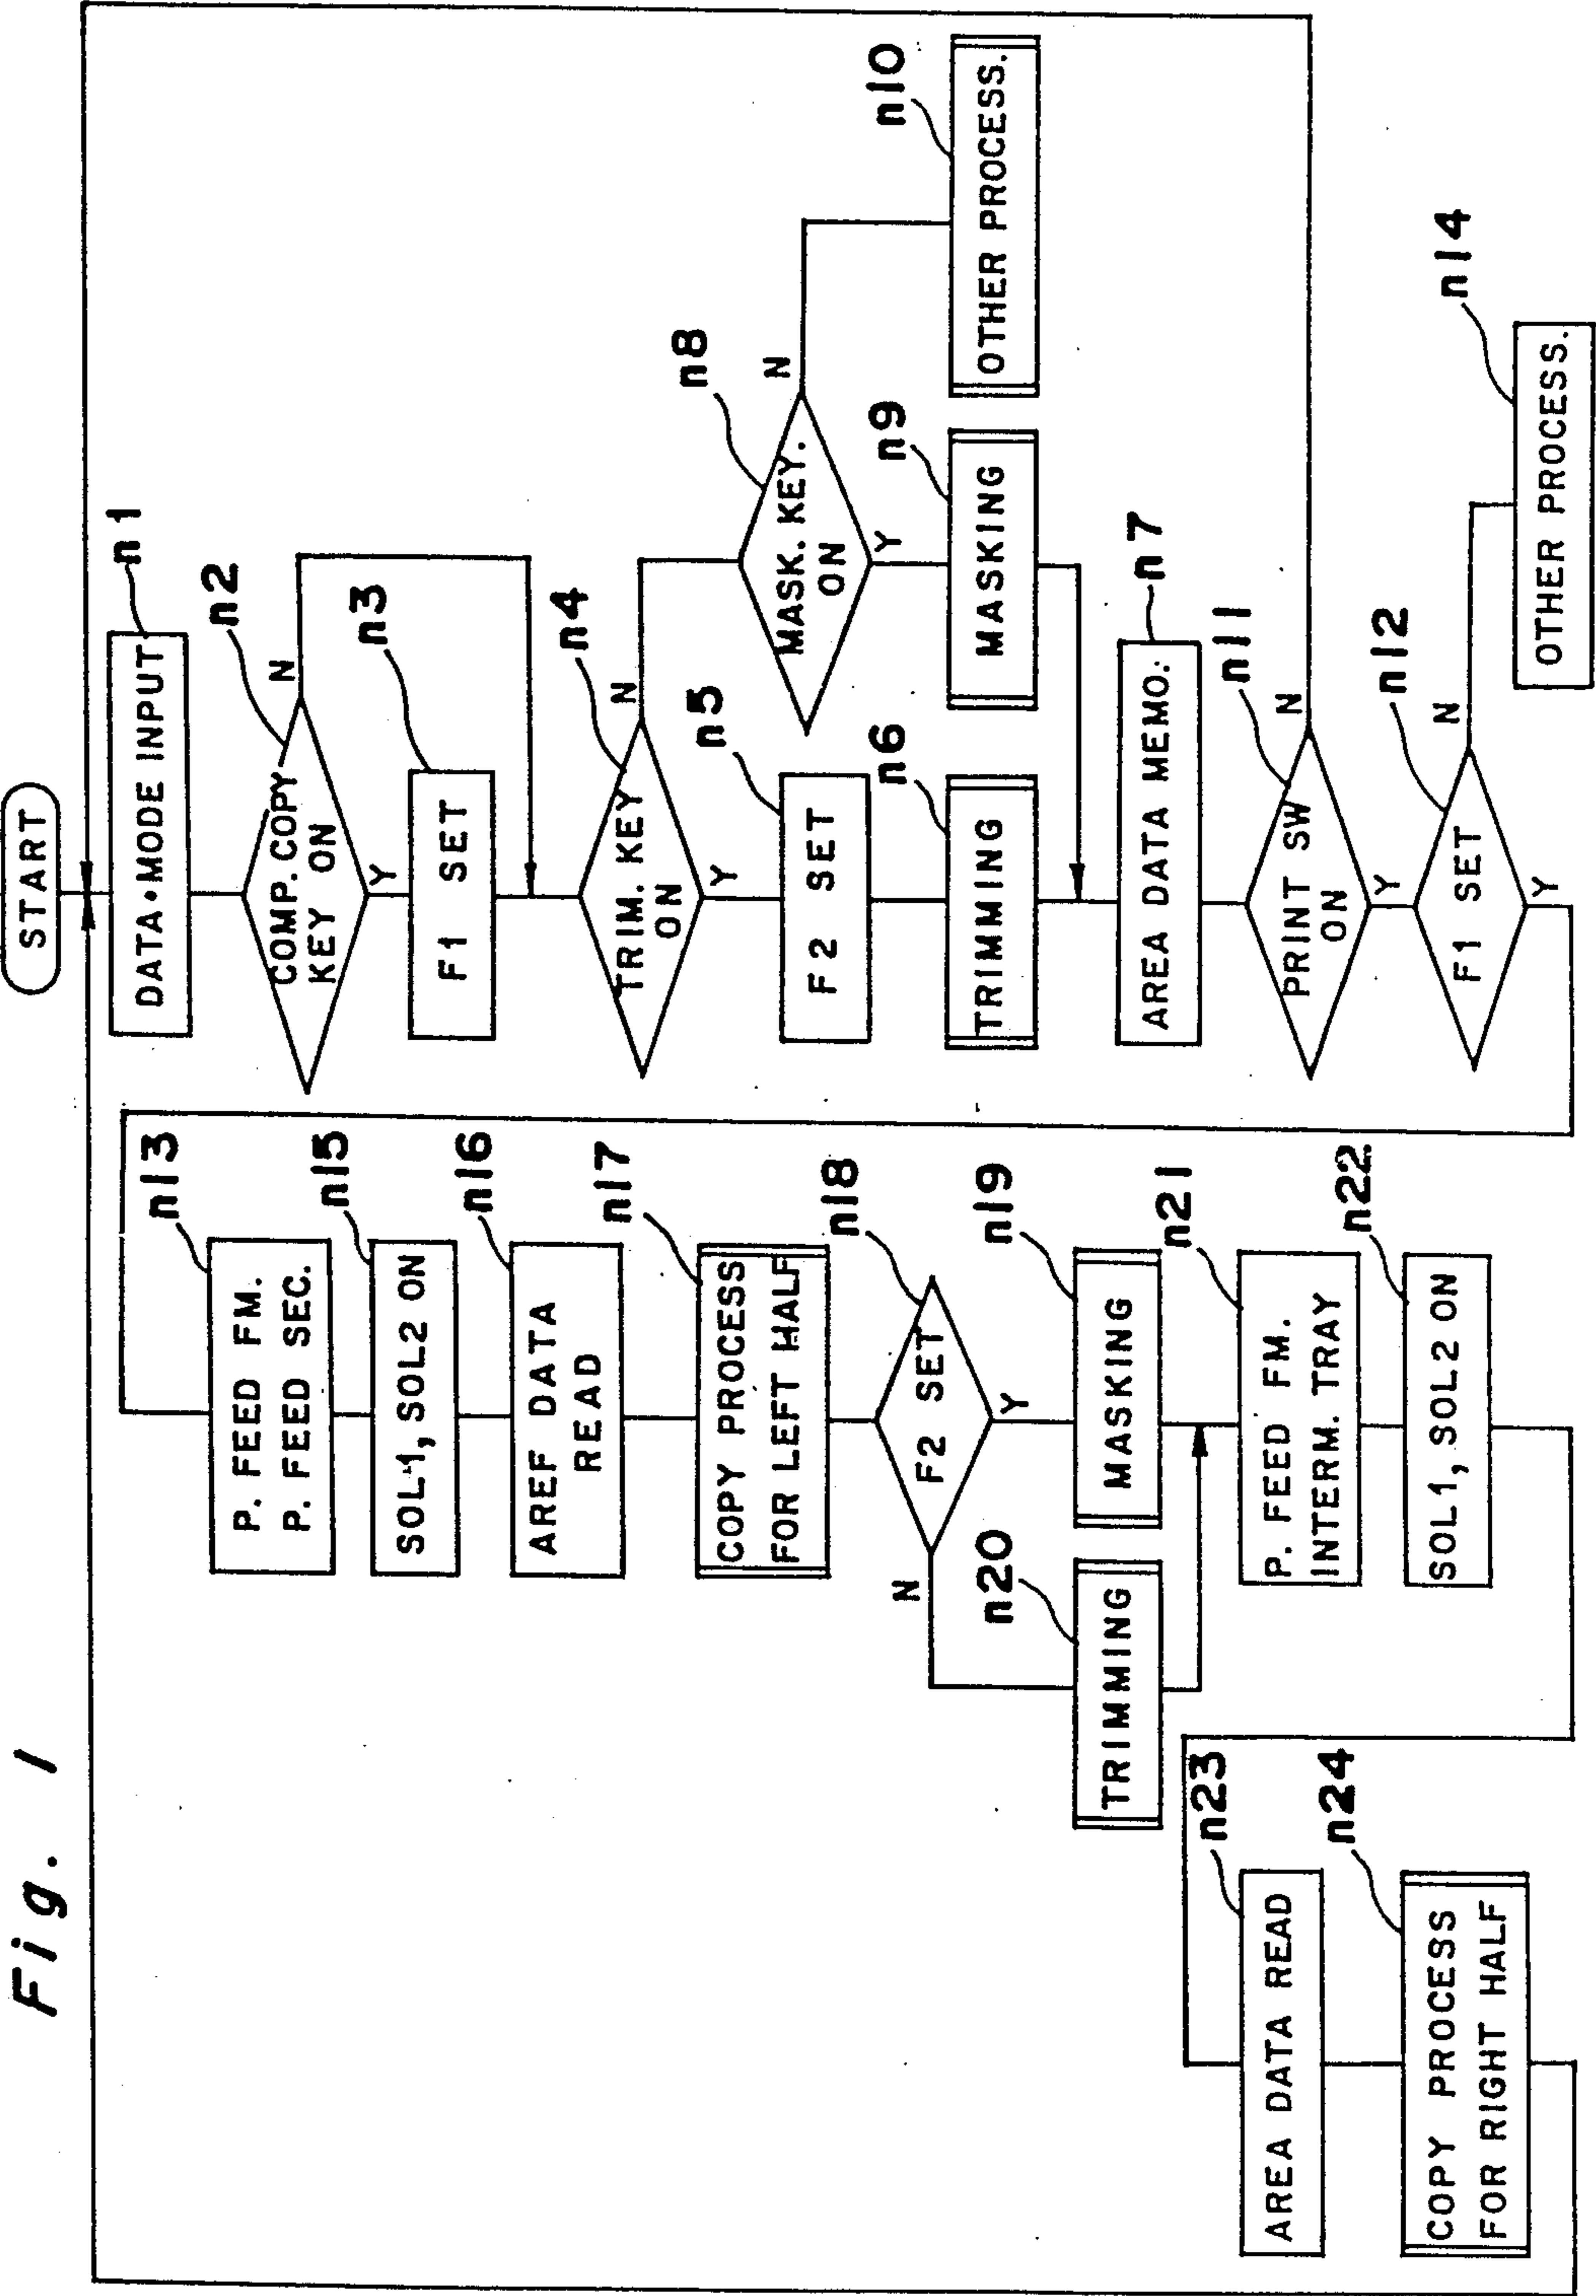 Fig. 1
START
DATA•MODE INPUT
n1
COMP. COPY
KEY ON
n2
N
Y
F1 SET
n3
TRIM. KEY
ON
n4
N
Y
F2 SET
n5
TRIMMING
n6
MASK. KEY.
ON
n8
N
Y
MASKING
n9
OTHER PROCESS.
n10
AREA DATA MEMO.
n7
PRINT SW
ON
n11
N
Y
F1 SET
n12
N
Y
OTHER PROCESS.
n14
P. FEED FM.
P. FEED SEC.
n13
SOL1, SOL2 ON
n15
AREF DATA
READ
n16
COPY PROCESS
FOR LEFT HALF
n17
F2 SET
n18
N
Y
MASKING
n19
TRIMMING
n20
P. FEED FM.
INTERM. TRAY
n21
SOL1, SOL2 ON
n22
AREA DATA READ
n23
COPY PROCESS
FOR RIGHT HALF
n24